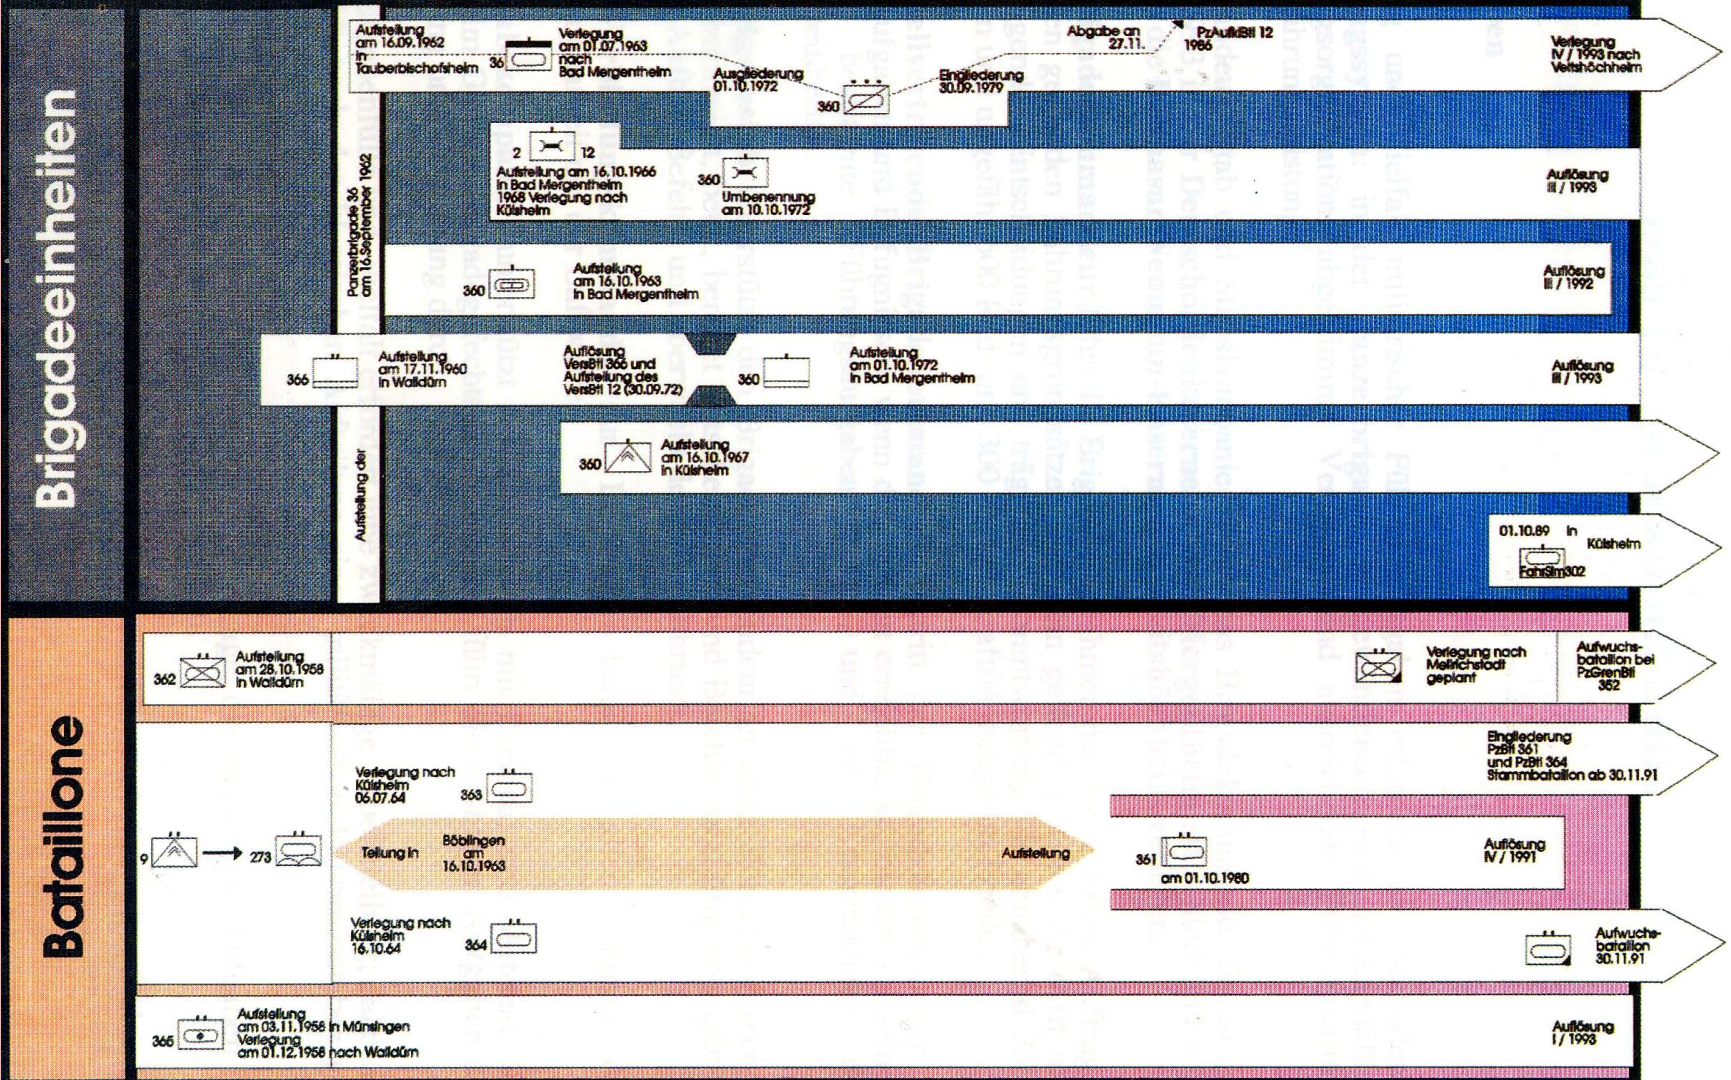 Brigadeeinheiten
Panzerbrigade 36
am 16.September 1962
Aufstellung der
Aufstellung
am 16.09.1962
in
Tauberbischofsheim
36
Verlegung
am 01.07.1963
nach
Bad Mergentheim
Ausgliederung
01.10.1972
360
Eingliederung
30.09.1979
Abgabe an
27.11.
PzAufklBtl 12
1986
Verlegung
IV / 1993 nach
Veitshöchheim
2
12
Aufstellung am 16.10.1966
in Bad Mergentheim
1968 Verlegung nach
Külsheim
360
Umbenennung
am 10.10.1972
Auflösung
III / 1993
360
Aufstellung
am 16.10.1963
in Bad Mergentheim
Auflösung
III / 1992
366
Aufstellung
am 17.11.1960
in Walldürn
Auflösung
VersBtl 366 und
Aufstellung des
VersBtl 12 (30.09.72)
360
Aufstellung
am 01.10.1972
in Bad Mergentheim
Auflösung
III / 1993
360
Aufstellung
am 16.10.1967
in Külsheim
01.10.89 in
Külsheim
FahrSim302
Bataillone
362
Aufstellung
am 28.10.1958
in Walldürn
Verlegung nach
Mellrichstadt
geplant
Aufwuchs-
bataillon bei
PzGrenBtl
352
9
273
Verlegung nach
Külsheim
06.07.64
363
Eingliederung
PzBtl 361
und PzBtl 364
Stammbataillon ab 30.11.91
Teilung in
Böblingen
am
16.10.1963
Aufstellung
361
am 01.10.1980
Auflösung
IV / 1991
Verlegung nach
Külsheim
16.10.64
364
Aufwuchs-
bataillon
30.11.91
365
Aufstellung
am 03.11.1958 in Münsingen
Verlegung
am 01.12.1958 nach Walldürn
Auflösung
I / 1993